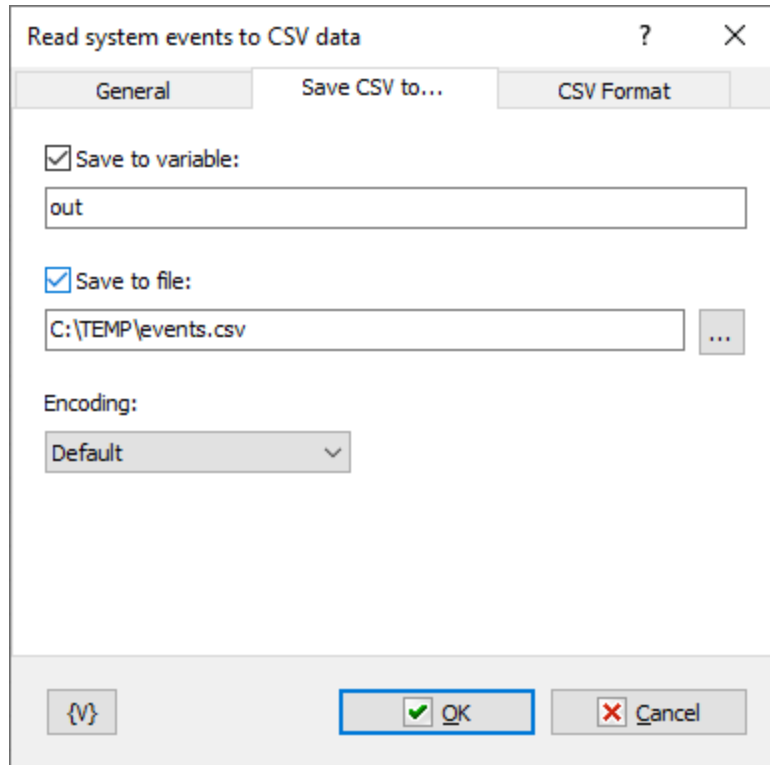 Read system events to CSV data ?
General Save CSV to... CSV Format
Save to variable:
out
Save to file:
C:\TEMP\events.csv ...
Encoding:
Default
{V} OK Cancel